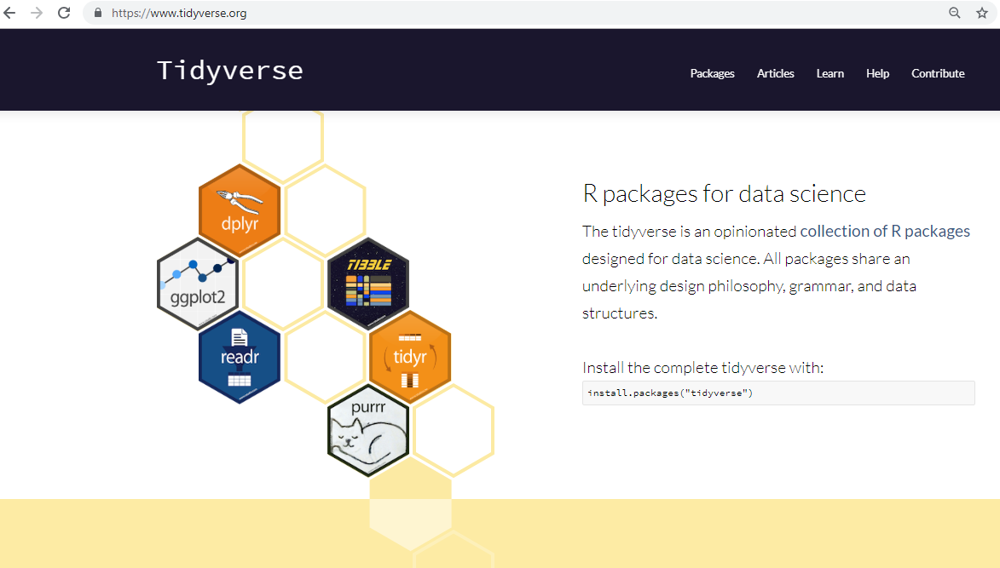 https://www.tidyverse.org
Tidyverse
Packages
Articles
Learn
Help
Contribute
dplyr
ggplot2
TIBBLE
readr
tidyr
purrr
R packages for data science
The tidyverse is an opinionated collection of R packages
designed for data science. All packages share an
underlying design philosophy, grammar, and data
structures.
Install the complete tidyverse with:
install.packages("tidyverse")